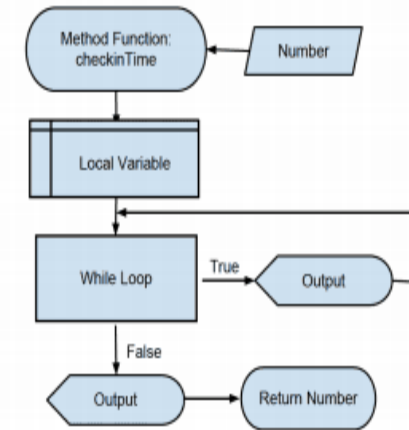 Method Function:
checkinTime
Number
Local Variable
While Loop
True
Output
False
Output
Return Number